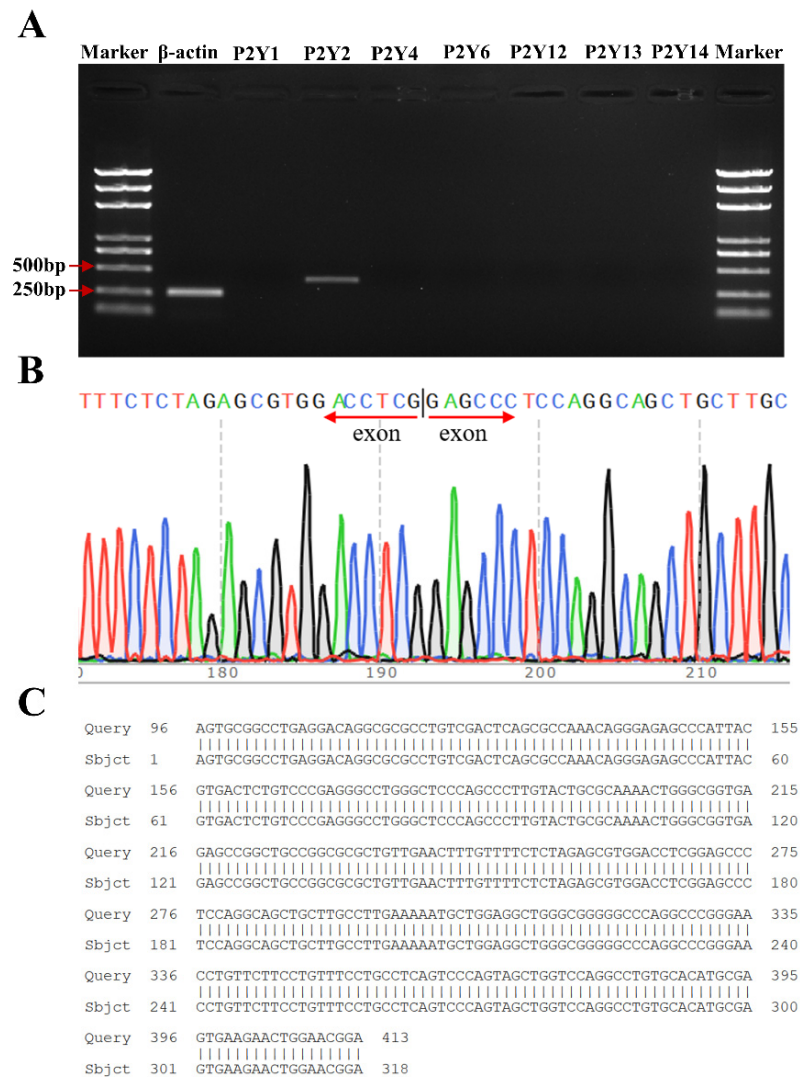 A
Marker β-actin P2Y1 P2Y2 P2Y4 P2Y6 P2Y12 P2Y13 P2Y14 Marker
500bp
250bp
B
TTTCTCTAGAGCGTGGACCTCG|GAGCCCTCCAGGCAGCTGCTTGC
exon exon
0 180 190 200 210
C
Query 96 AGTGCGGCCTGAGGACAGGCGCGCCTGTCGACTCAGCGCCAAACAGGGAGAGCCCATTAC 155
Sbjct 1 AGTGCGGCCTGAGGACAGGCGCGCCTGTCGACTCAGCGCCAAACAGGGAGAGCCCATTAC 60
Query 156 GTGACTCTGTCCCGAGGGCCTGGGCTCCCAGCCCTTGTACTGCGCAAAACTGGGCGGTGA 215
Sbjct 61 GTGACTCTGTCCCGAGGGCCTGGGCTCCCAGCCCTTGTACTGCGCAAAACTGGGCGGTGA 120
Query 216 GAGCCGGCTGCCGGCGCGCTGTTGAACTTTGTTTTCTCTAGAGCGTGGACCTCGGAGCCC 275
Sbjct 121 GAGCCGGCTGCCGGCGCGCTGTTGAACTTTGTTTTCTCTAGAGCGTGGACCTCGGAGCCC 180
Query 276 TCCAGGCAGCTGCTTGCCTTGAAAAATGCTGGAGGCTGGGCGGGGGCCCAGGCCCGGGAA 335
Sbjct 181 TCCAGGCAGCTGCTTGCCTTGAAAAATGCTGGAGGCTGGGCGGGGGCCCAGGCCCGGGAA 240
Query 336 CCTGTTCTTCCTGTTTCCTGCCTCAGTCCCAGTAGCTGGTCCAGGCCTGTGCACATGCGA 395
Sbjct 241 CCTGTTCTTCCTGTTTCCTGCCTCAGTCCCAGTAGCTGGTCCAGGCCTGTGCACATGCGA 300
Query 396 GTGAAGAACTGGAACGGA 413
Sbjct 301 GTGAAGAACTGGAACGGA 318